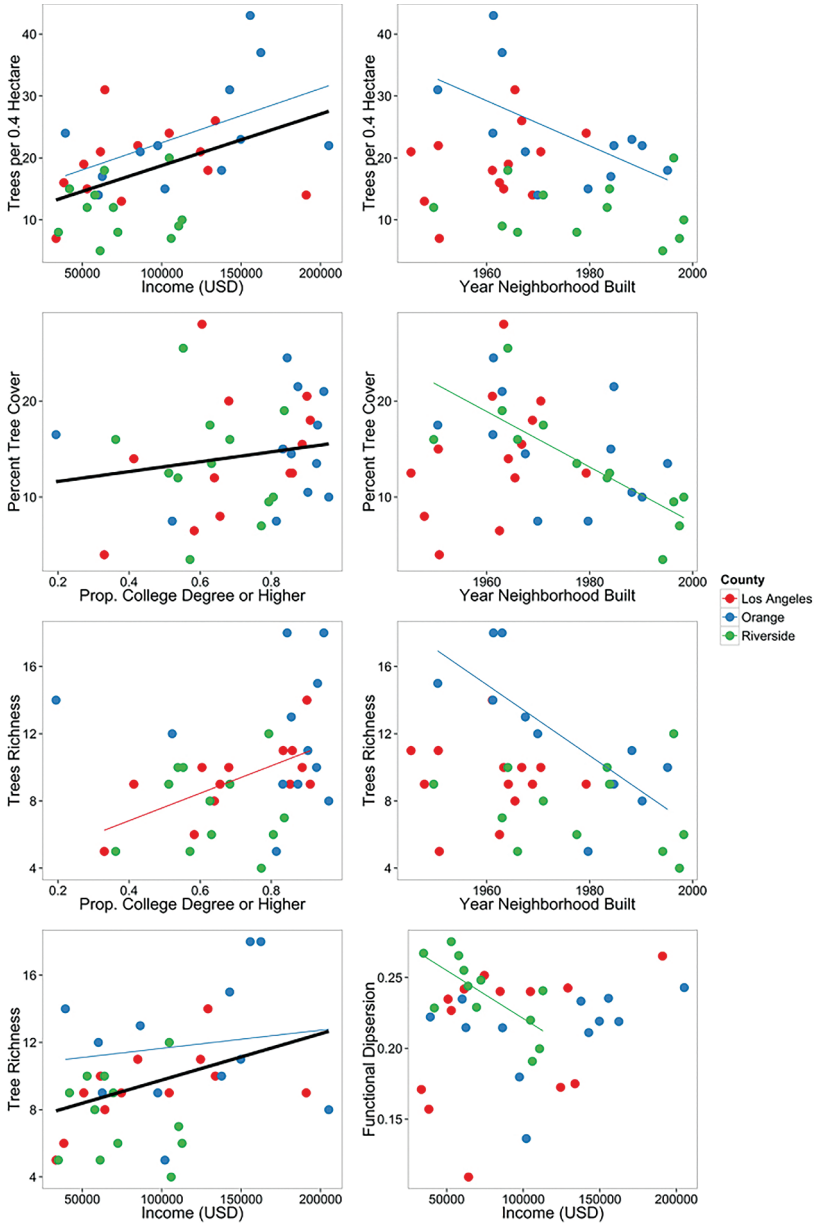 Trees per 0.4 Hectare
40
30
20
10
50000 100000 150000 200000
Income (USD)
Trees per 0.4 Hectare
40
30
20
10
1960 1980 2000
Year Neighborhood Built
Percent Tree Cover
20
10
0.2 0.4 0.6 0.8
Prop. College Degree or Higher
Percent Tree Cover
20
10
1960 1980 2000
Year Neighborhood Built
County
Los Angeles
Orange
Riverside
Trees Richness
16
12
8
4
0.2 0.4 0.6 0.8
Prop. College Degree or Higher
Trees Richness
16
12
8
4
1960 1980 2000
Year Neighborhood Built
Tree Richness
16
12
8
4
50000 100000 150000 200000
Income (USD)
Functional Dipsersion
0.25
0.20
0.15
50000 100000 150000 200000
Income (USD)